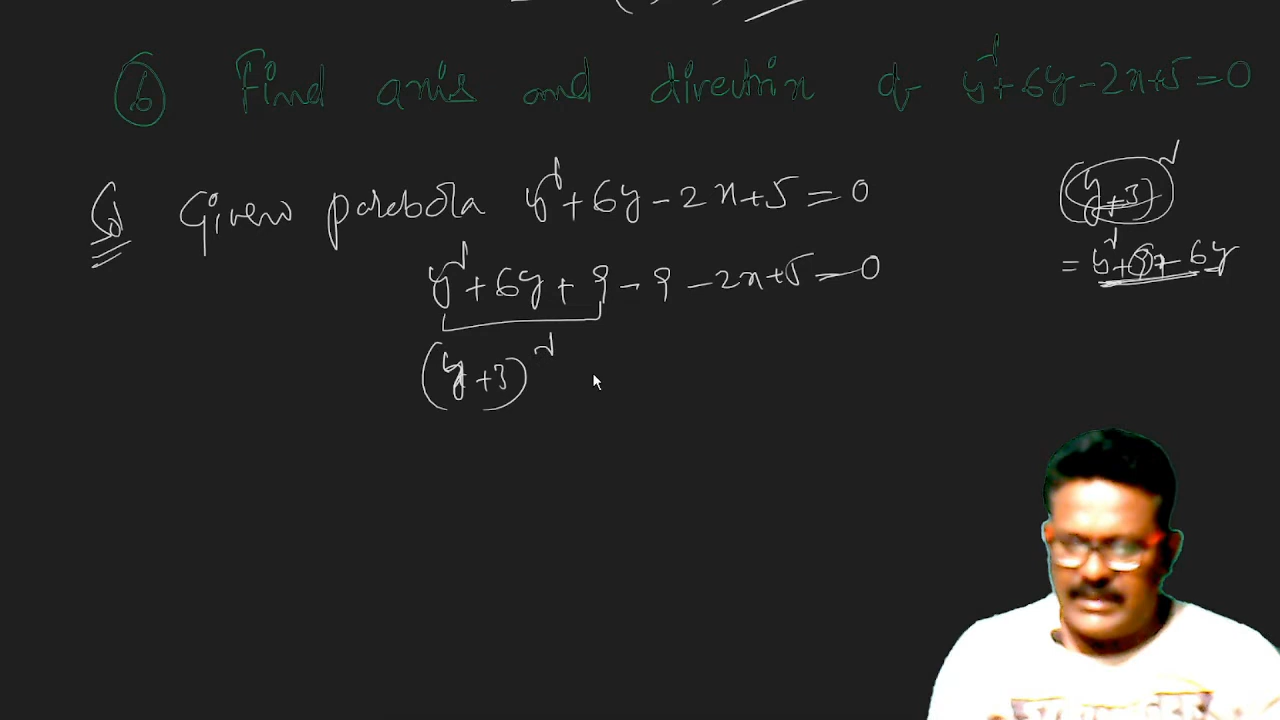 ⑥ Find axis and directrix of y²+6y-2x+5=0
Sol Given parabola y²+6y-2x+5=0
(y+3)²
= y²+9+6y
y²+6y+9-9-2x+5=0
(y+3)²